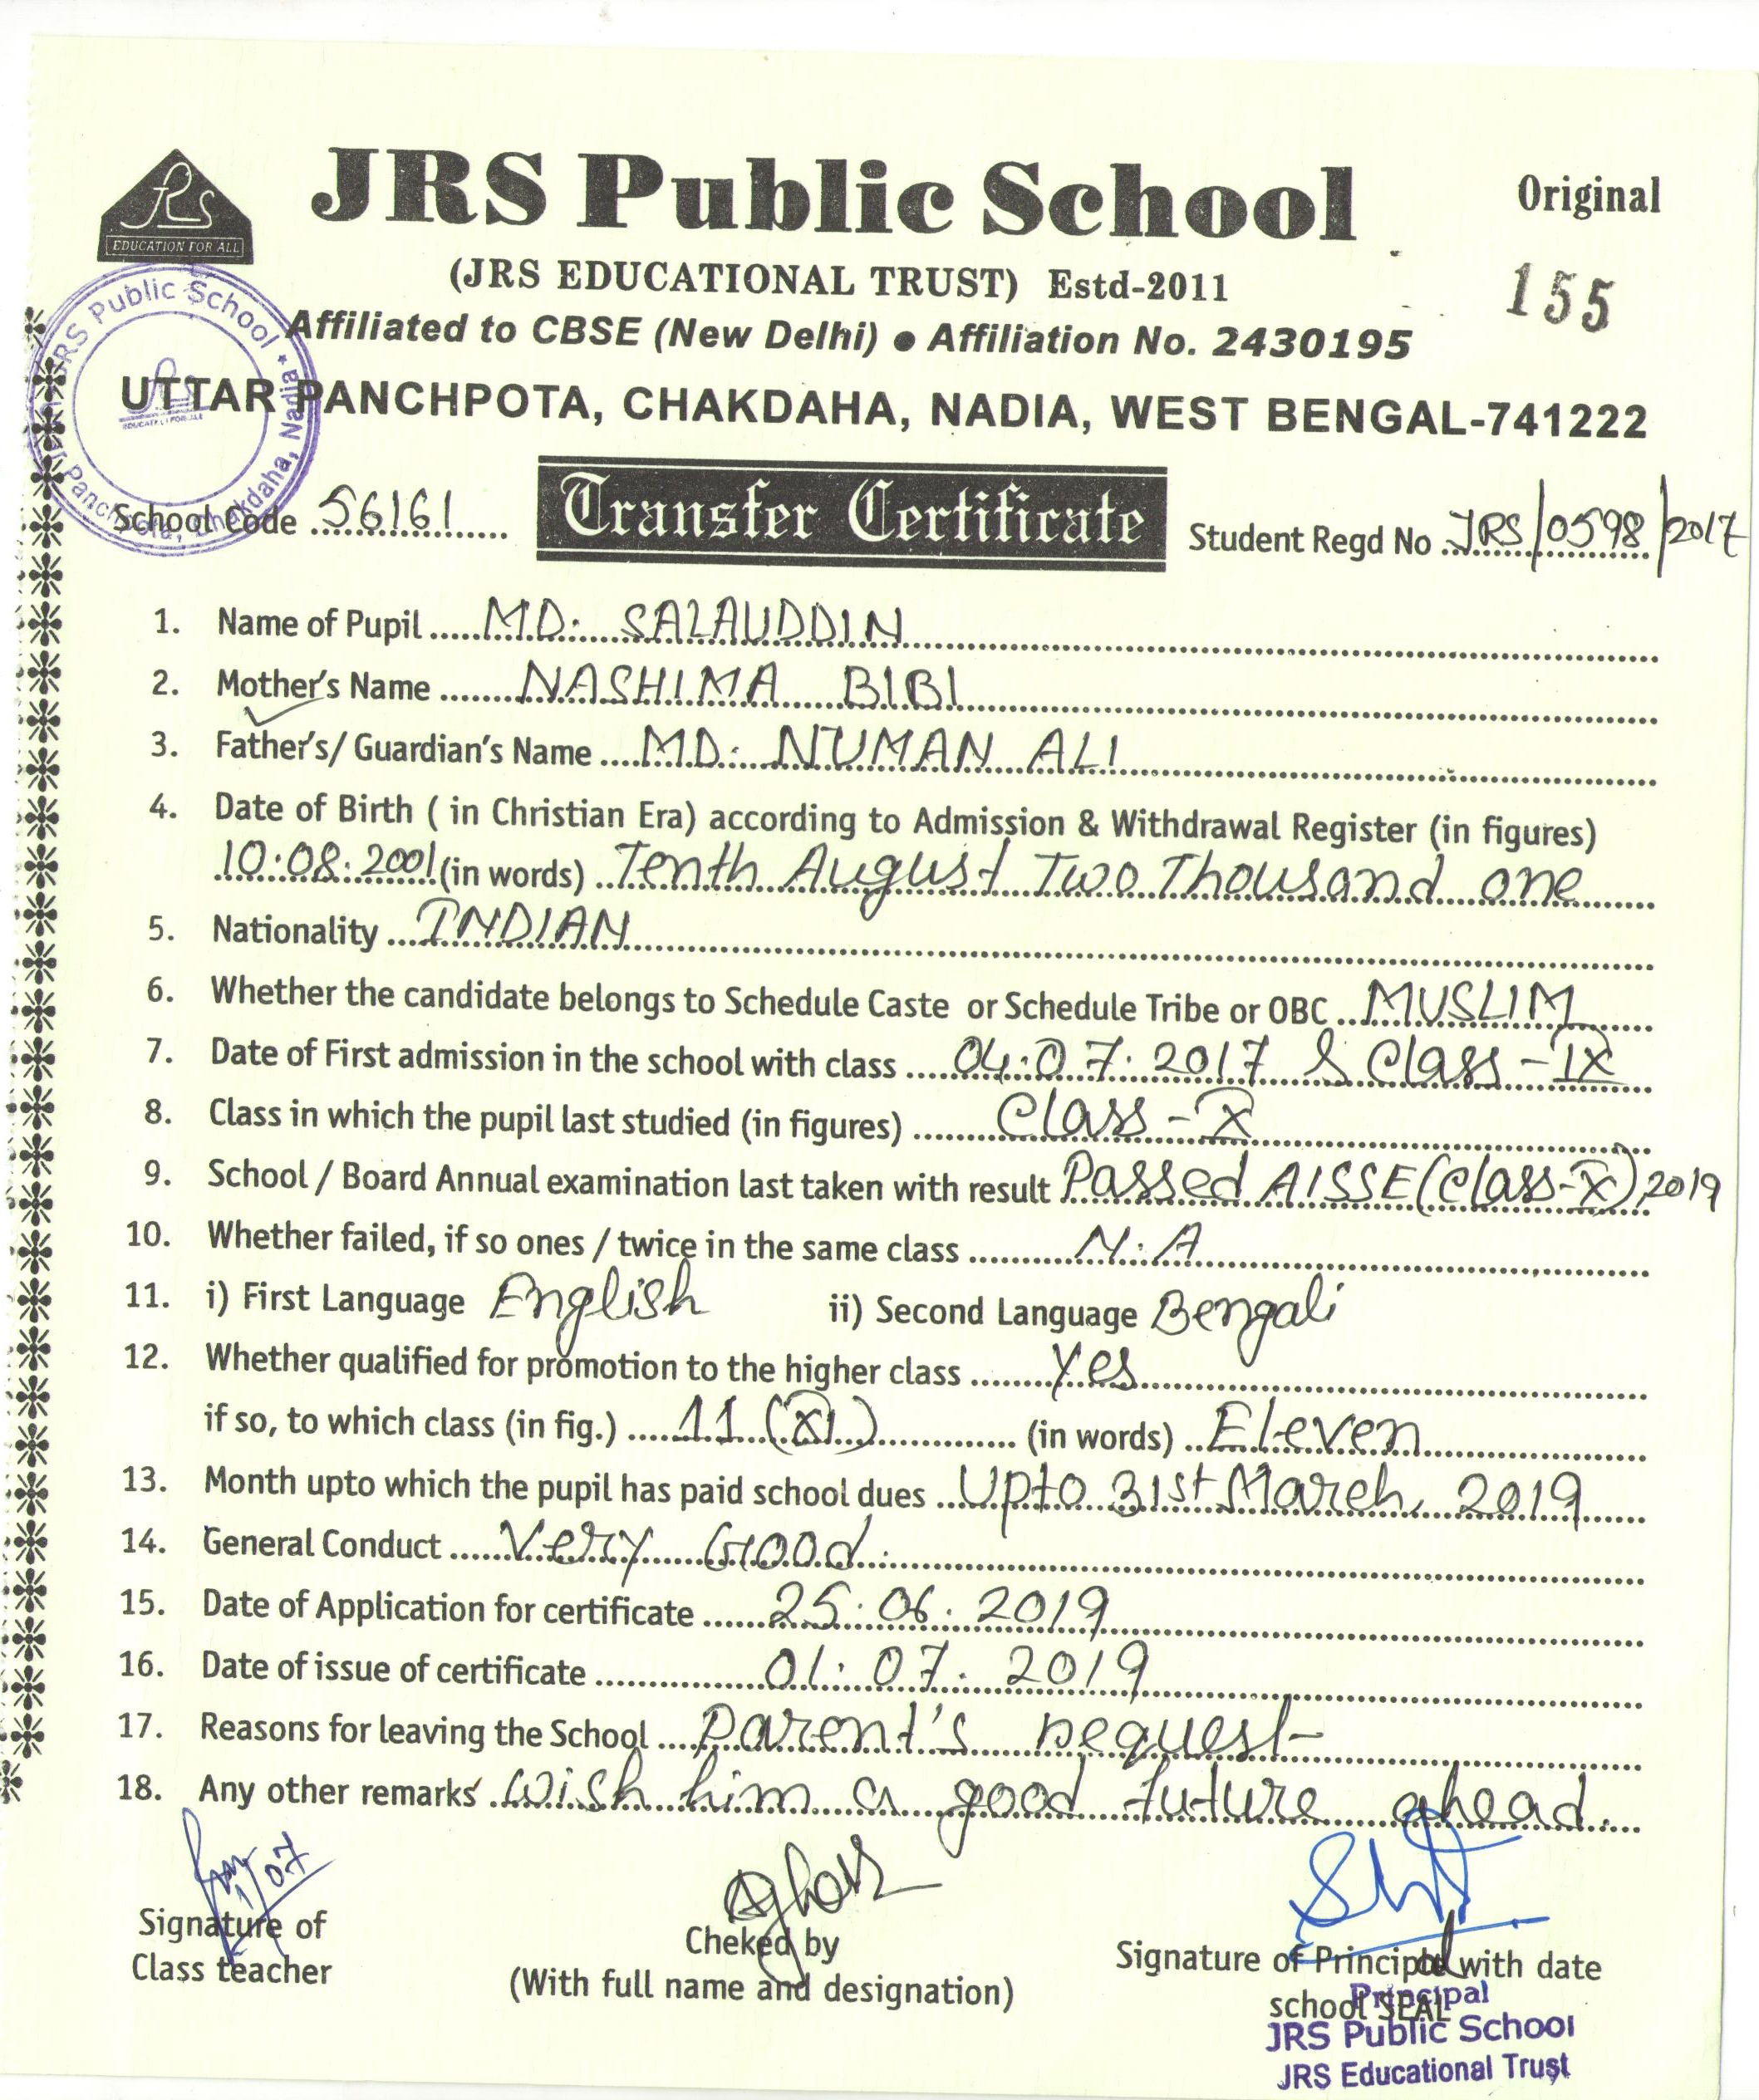 JRS Public School
Original
EDUCATION FOR ALL
(JRS EDUCATIONAL TRUST) Estd-2011
155
Affiliated to CBSE (New Delhi) ● Affiliation No. 2430195
UTTAR PANCHPOTA, CHAKDAHA, NADIA, WEST BENGAL-741222
JRS Public School * Uttar Panchpota, Chakdaha, Nadia *
School Code 56161
Transfer Certificate
Student Regd No JRS/0598/2017
1. Name of Pupil MD. SALAUDDIN
2. Mother's Name NASHIMA BIBI
3. Father's/ Guardian's Name MD. NUMAN ALI
4. Date of Birth ( in Christian Era) according to Admission & Withdrawal Register (in figures)
10.08.2001 (in words) Tenth August Two Thousand one
5. Nationality INDIAN
6. Whether the candidate belongs to Schedule Caste or Schedule Tribe or OBC MUSLIM
7. Date of First admission in the school with class 04.07.2017 & Class - IX
8. Class in which the pupil last studied (in figures) Class - X
9. School / Board Annual examination last taken with result Passed AISSE (Class-X), 2019
10. Whether failed, if so ones / twice in the same class N.A
11. i) First Language English ii) Second Language Bengali
12. Whether qualified for promotion to the higher class Yes
if so, to which class (in fig.) 11 (XI) (in words) Eleven
13. Month upto which the pupil has paid school dues Upto 31st March, 2019
14. General Conduct Very Good.
15. Date of Application for certificate 25.06.2019
16. Date of issue of certificate 01.07.2019
17. Reasons for leaving the School Parent's request
18. Any other remarks Wish him a good future ahead.
Signature of
Class teacher
Cheked by
(With full name and designation)
Signature of Principal with date
school SEAL
Principal
JRS Public School
JRS Educational Trust